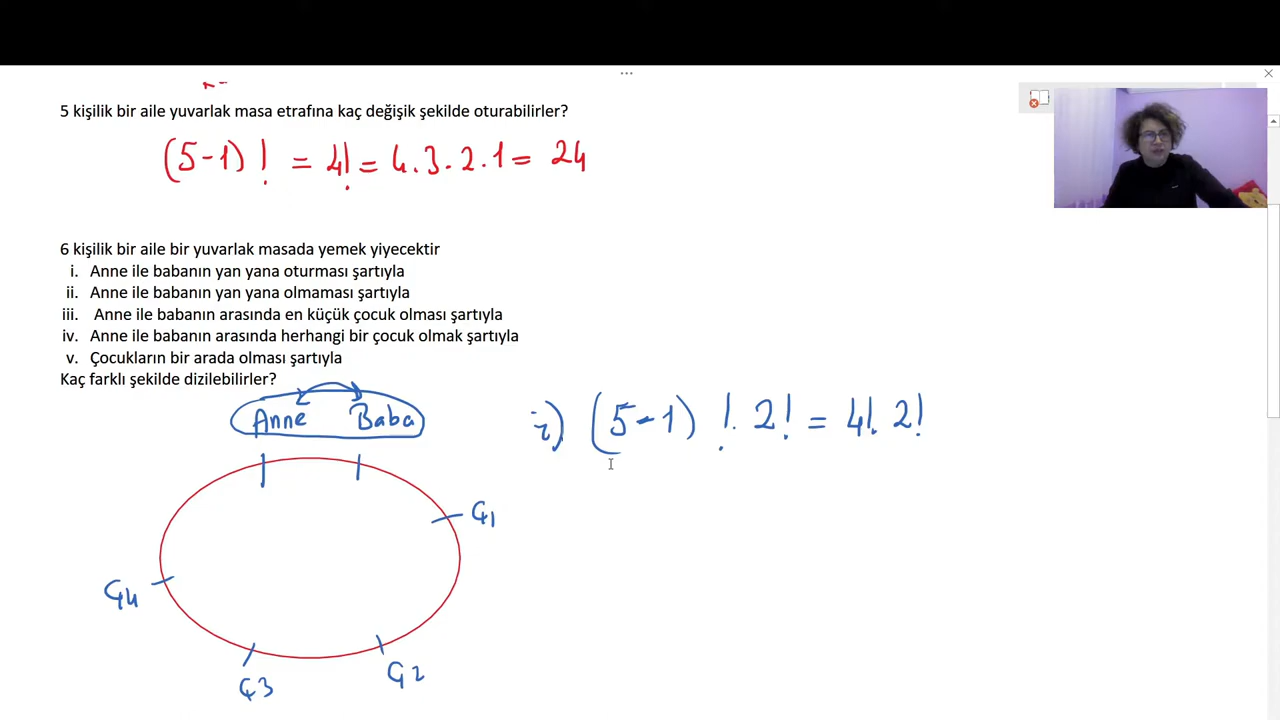 5 kişilik bir aile yuvarlak masa etrafına kaç değişik şekilde oturabilirler?
(5-1)! = 4! = 4.3.2.1 = 24
6 kişilik bir aile bir yuvarlak masada yemek yiyecektir
i. Anne ile babanın yan yana oturması şartıyla
ii. Anne ile babanın yan yana olmaması şartıyla
iii. Anne ile babanın arasında en küçük çocuk olması şartıyla
iv. Anne ile babanın arasında herhangi bir çocuk olmak şartıyla
v. Çocukların bir arada olması şartıyla
Kaç farklı şekilde dizilebilirler?
Anne Baba
i) (5-1)!.2! = 4!.2!
Ç1
Ç4
Ç2
Ç3